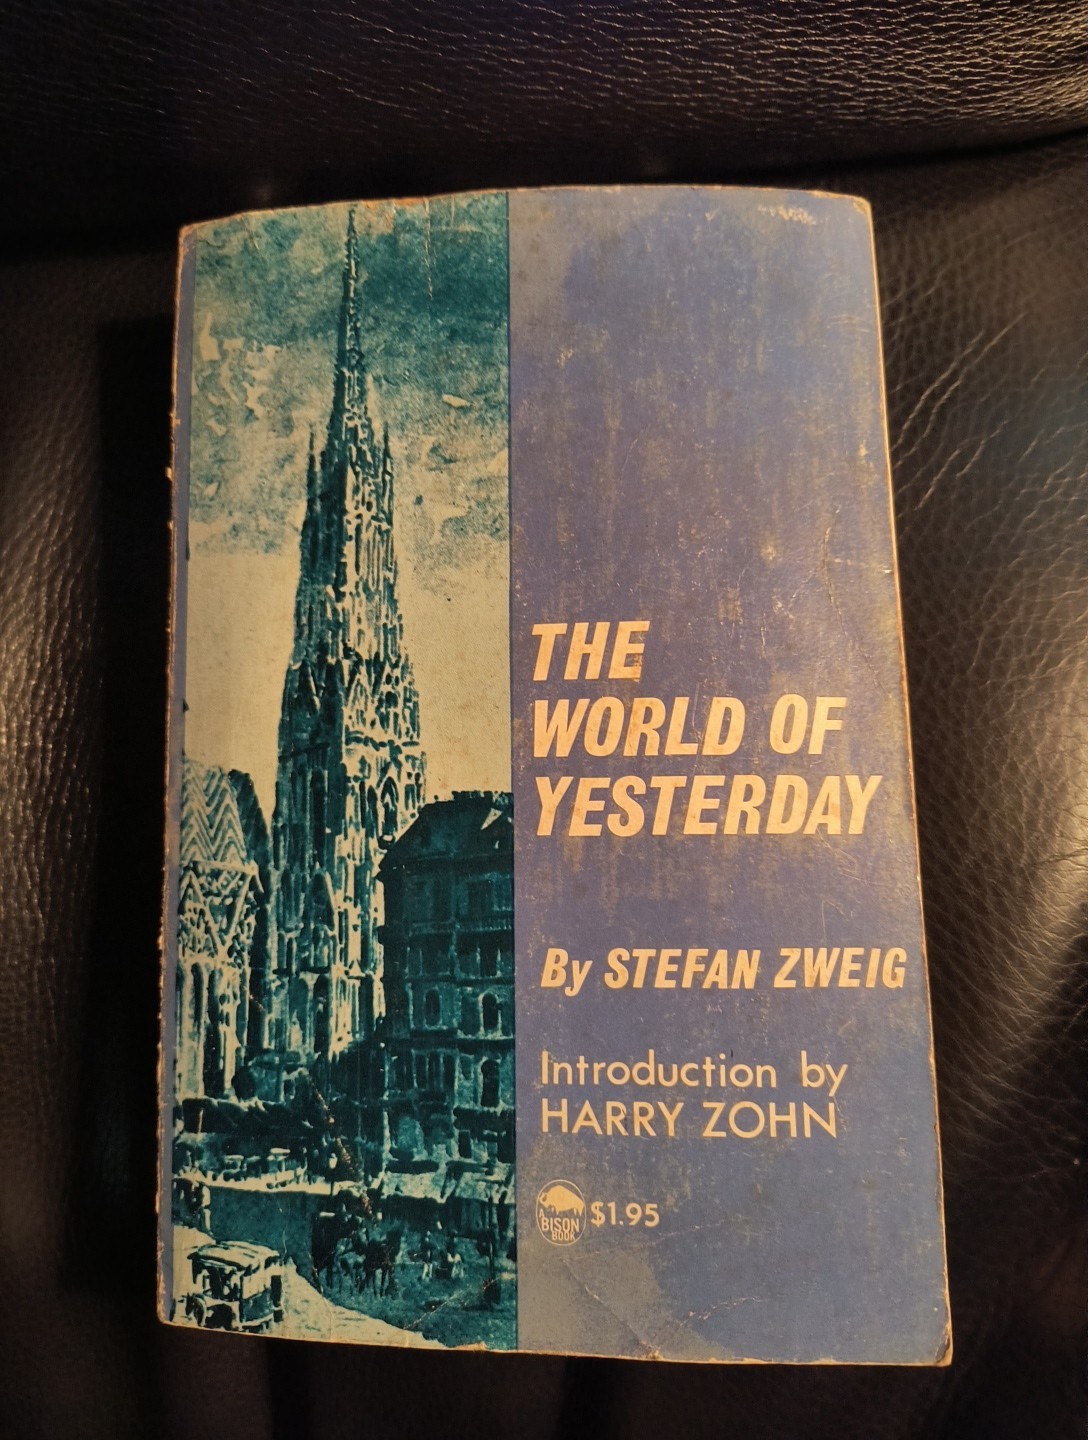 THE
WORLD OF
YESTERDAY
By STEFAN ZWEIG
Introduction by
HARRY ZOHN
A
BISON
BOOK
$1.95